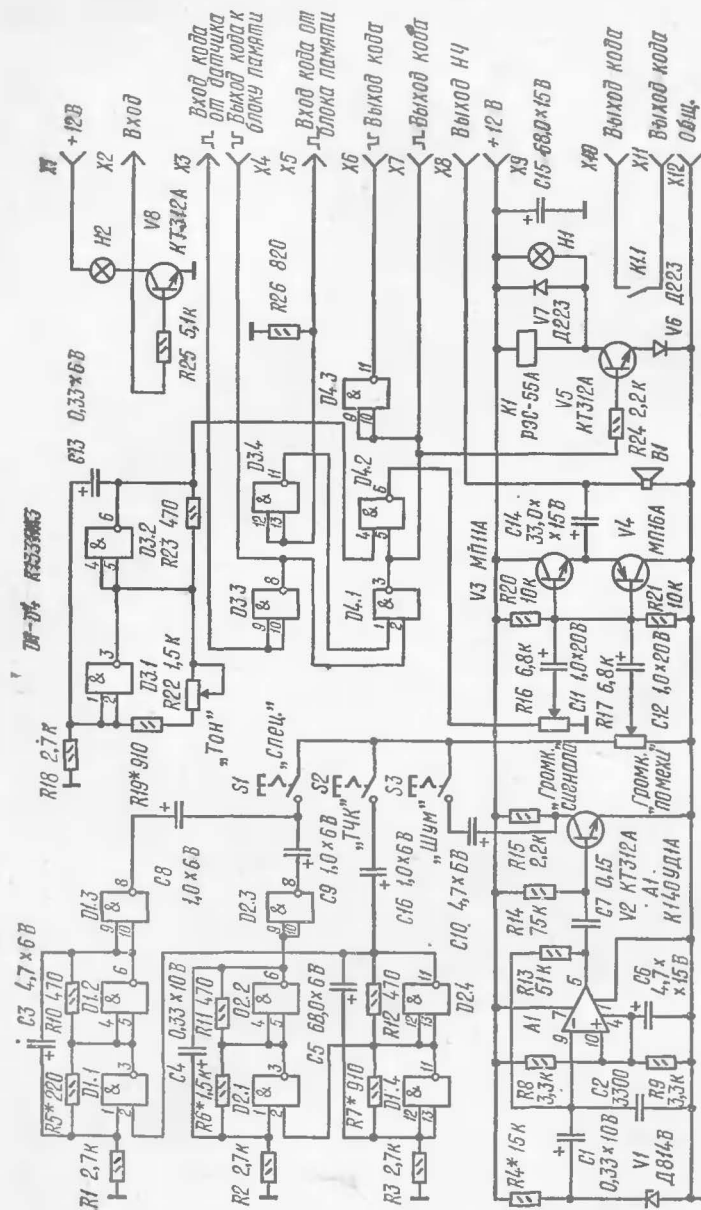 X1 +12В
X2 Вход
X3 Вход кода от датчика
X4 Выход кода к блоку памяти
X5 Вход кода от блока памяти
X6 Выход кода
X7 Выход кода
X8 Выход НЧ
X9 +12 В
X10 Выход кода
X11 Выход кода
X12 Общ.
H2
V8
КТ312А
R25 5,1к
R26 820
C13 0,33×6В
D3.2
R23 470
D3.1
R22 1,5к
„Тон"
R18 2,7к
R19* 910
D3.4
D3.3
D4.3
D4.2
D4.1
C15 68,0×15В
H1
V7
Д223
K1
РЭС-55А
V5
КТ312А
R24 2,2к
V6
Д223
K1.1
B1
C14
33,0×
×15В
V3 МП11А
V4
МП16А
R20
10к
R21
10к
R16 6,8к
C11 1,0×20В
R17 6,8к
C12 1,0×20В
„Громк.
сигнала"
Громк.
„помехи"
S1
„Спец."
S2
„ТЧК"
S3
„Шум"
C8
1,0×6В
C9 1,0×6В
C16 1,0×6В
C10 4,7×6В
D1.3
D2.3
D2.4
C3 4,7×6В
R10 470
D1.2
D1.1
R5* 220
R1 2,7к
C4 0,33×10В
R11 470
D2.2
R6* 1,5к
D2.1
R2 2,7к
C5 68,0×6В
R12 470
R7* 910
D1.4
R3 2,7к
R15
2,2к
R14
75к
C7 0,15
V2 КТ312А
A1
К140УД1А
R13
51к
A1
C6
4,7×
×15В
R8
3,3к
C2
3300
R9
3,3к
R4* 15к
C1
0,33×10В
V1
Д814В